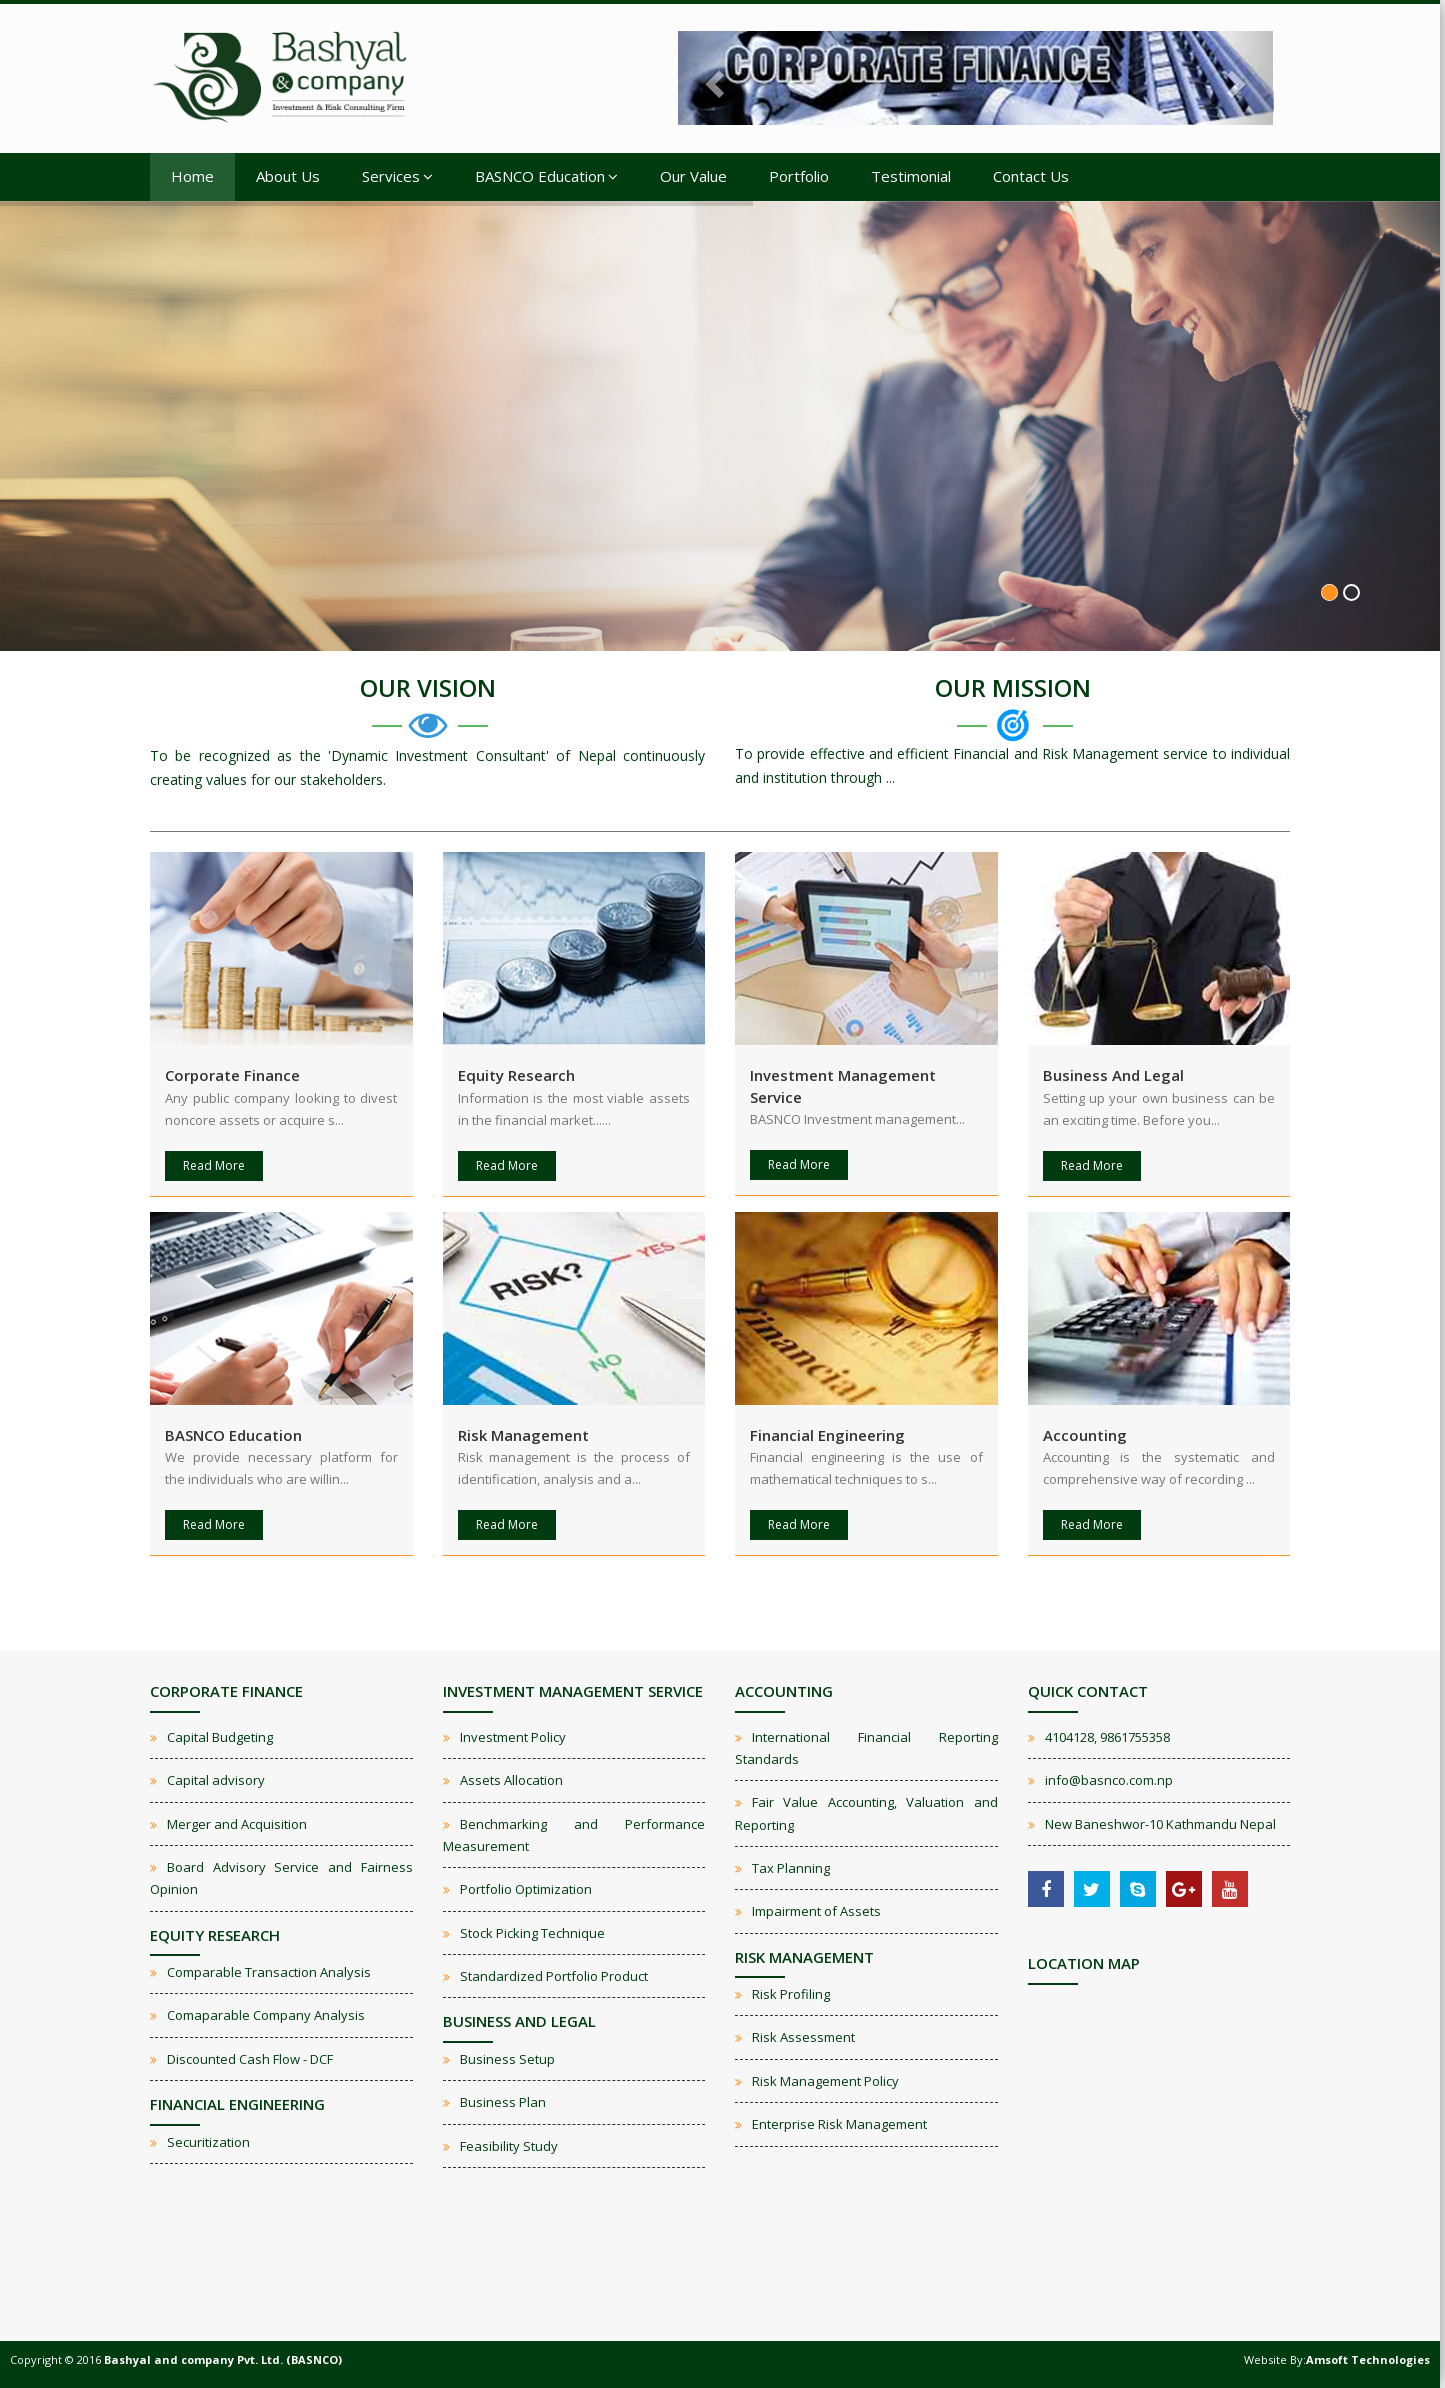 Bashyal
& company
Investment & Risk Consulting Firm
CORPORATE FINANCE
Home
About Us
Services
BASNCO Education
Our Value
Portfolio
Testimonial
Contact Us
OUR VISION
To be recognized as the 'Dynamic Investment Consultant' of Nepal continuously
creating values for our stakeholders.
OUR MISSION
To provide effective and efficient Financial and Risk Management service to individual
and institution through ...
Corporate Finance
Any public company looking to divest
noncore assets or acquire s...
Read More
Equity Research
Information is the most viable assets
in the financial market......
Read More
Investment Management
Service
BASNCO Investment management...
Read More
Business And Legal
Setting up your own business can be
an exciting time. Before you...
Read More
RISK?
YES
NO
Financial
BASNCO Education
We provide necessary platform for
the individuals who are willin...
Read More
Risk Management
Risk management is the process of
identification, analysis and a...
Read More
Financial Engineering
Financial engineering is the use of
mathematical techniques to s...
Read More
Accounting
Accounting is the systematic and
comprehensive way of recording ...
Read More
CORPORATE FINANCE
Capital Budgeting
Capital advisory
Merger and Acquisition
Board Advisory Service and Fairness
Opinion
EQUITY RESEARCH
Comparable Transaction Analysis
Comaparable Company Analysis
Discounted Cash Flow - DCF
FINANCIAL ENGINEERING
Securitization
INVESTMENT MANAGEMENT SERVICE
Investment Policy
Assets Allocation
Benchmarking and Performance
Measurement
Portfolio Optimization
Stock Picking Technique
Standardized Portfolio Product
BUSINESS AND LEGAL
Business Setup
Business Plan
Feasibility Study
ACCOUNTING
International Financial Reporting
Standards
Fair Value Accounting, Valuation and
Reporting
Tax Planning
Impairment of Assets
RISK MANAGEMENT
Risk Profiling
Risk Assessment
Risk Management Policy
Enterprise Risk Management
QUICK CONTACT
4104128, 9861755358
info@basnco.com.np
New Baneshwor-10 Kathmandu Nepal
You
Tube
LOCATION MAP
Copyright © 2016 Bashyal and company Pvt. Ltd. (BASNCO)
Website By:Amsoft Technologies